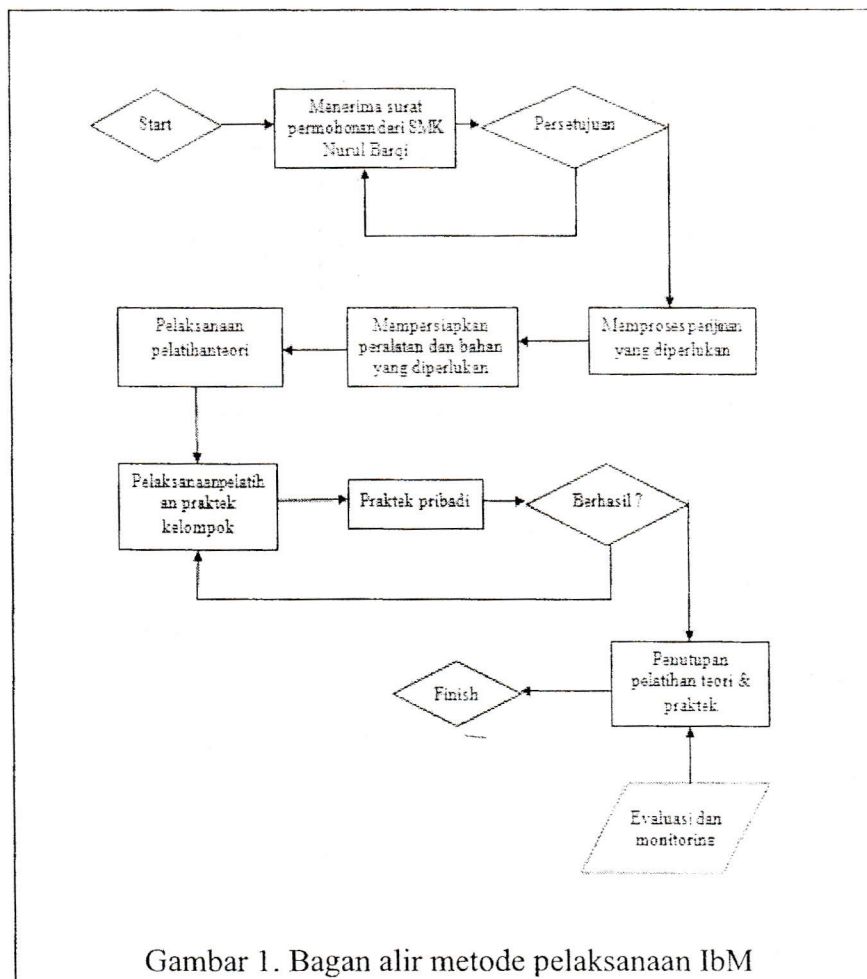 Start
Menerima surat
permohonan dari SMK
Nurul Barqi
Persetujuan
Pelaksanaan
pelatihanteori
Mempersiapkan
peralatan dan bahan
yang diperlukan
Memproses perijinan
yang diperlukan
Pelaksanaanpelatih
an praktek
kelompok
Praktek pribadi
Berhasil ?
Penutupan
pelatihan teori &
praktek.
Finish
Evaluasi dan
monitoring
Gambar 1. Bagan alir metode pelaksanaan IbM